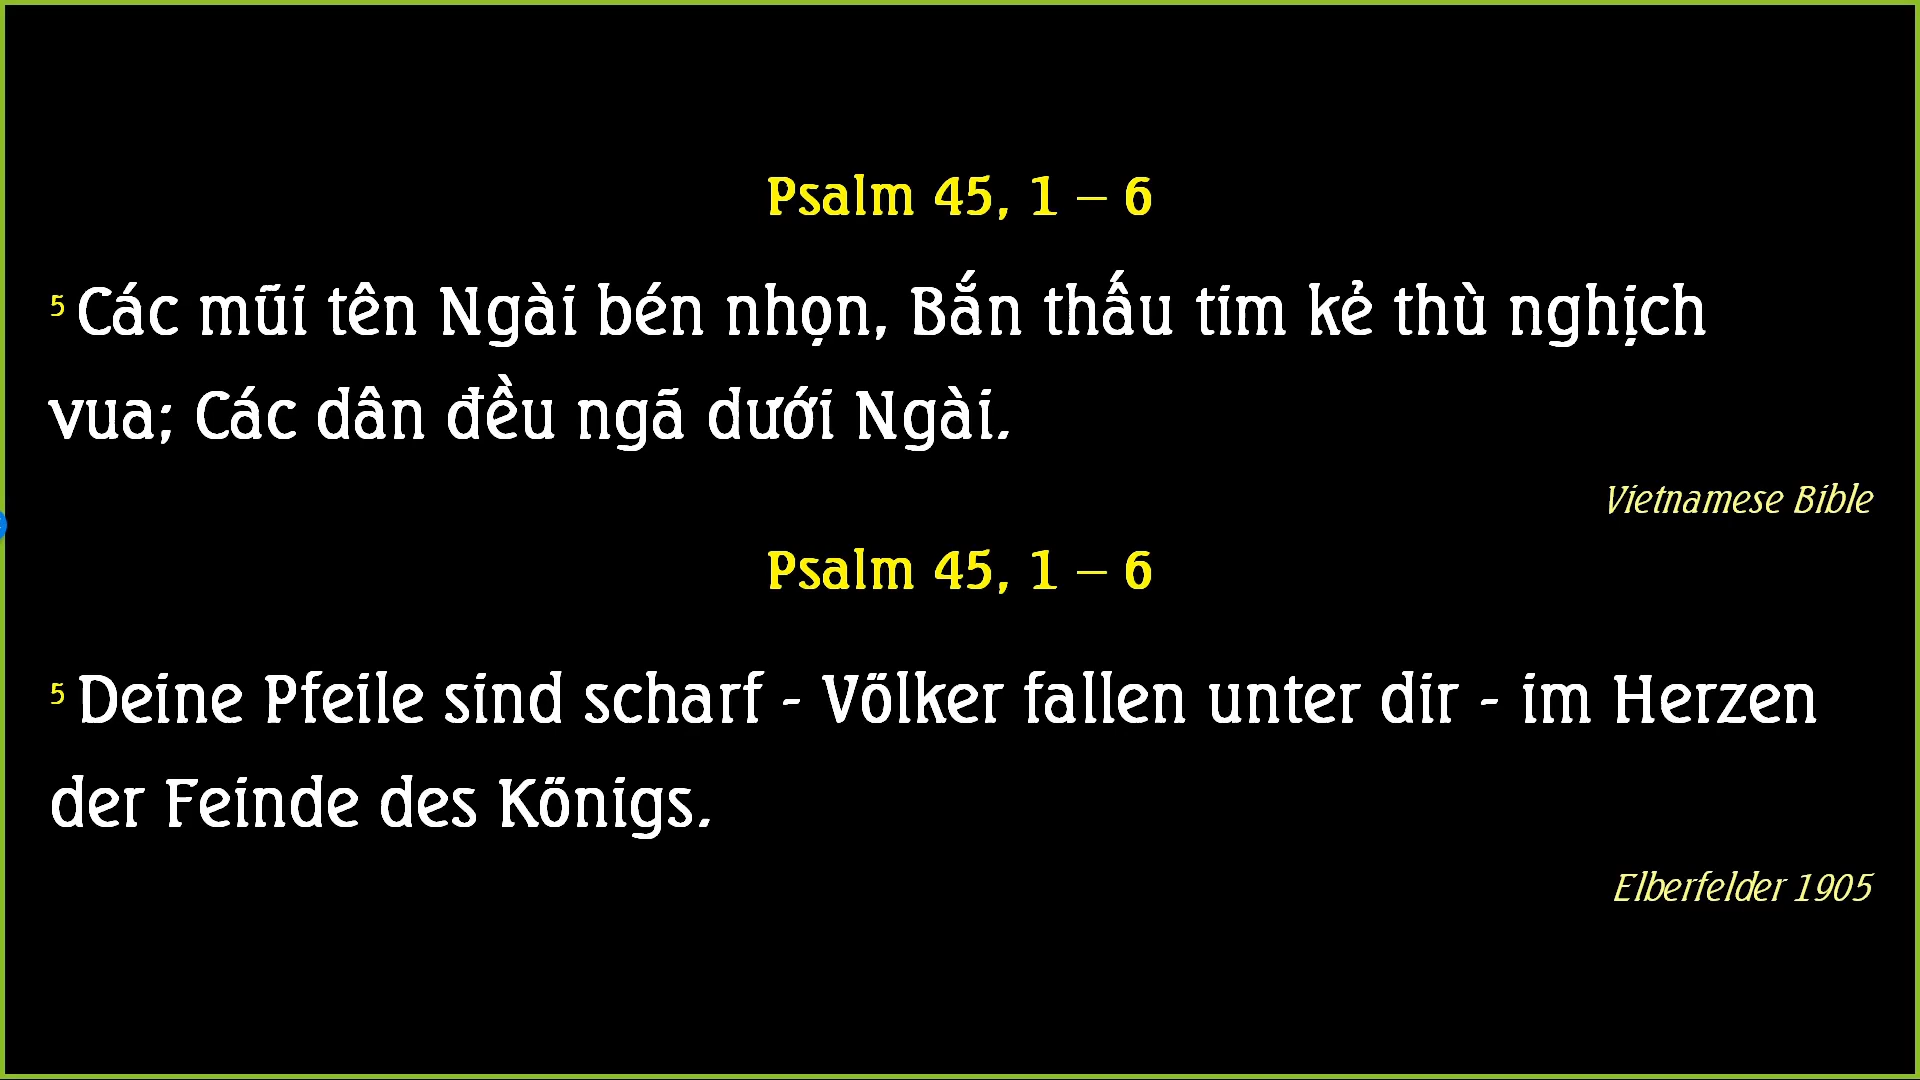 Psalm 45, 1 – 6
5 Các mũi tên Ngài bén nhọn, Bắn thấu tim kẻ thù nghịch
vua; Các dân đều ngã dưới Ngài.
Vietnamese Bible
Psalm 45, 1 – 6
5 Deine Pfeile sind scharf - Völker fallen unter dir - im Herzen
der Feinde des Königs.
Elberfelder 1905